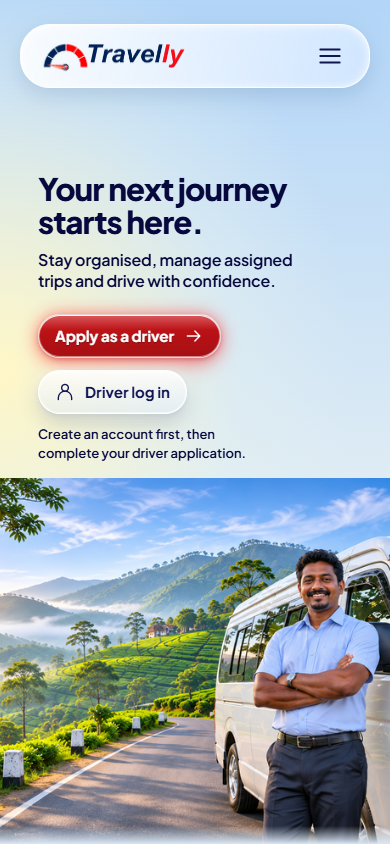 Travelly
Your next journey
starts here.
Stay organised, manage assigned
trips and drive with confidence.
Apply as a driver
Driver log in
Create an account first, then
complete your driver application.